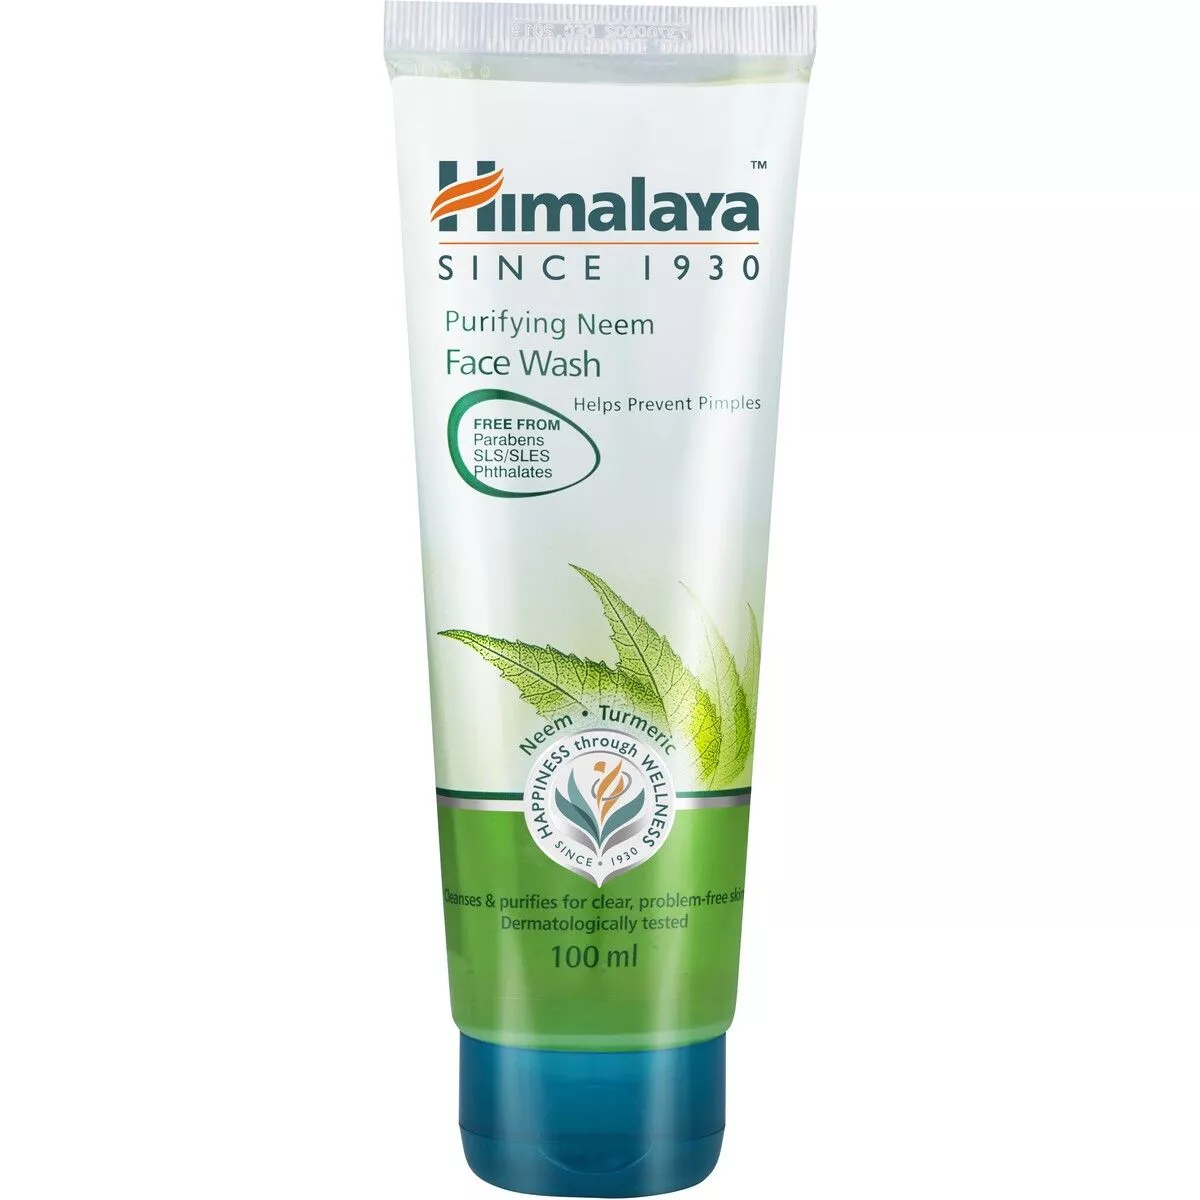 Himalaya™
SINCE 1930
Purifying Neem
Face Wash
Helps Prevent Pimples
FREE FROM
Parabens
SLS/SLES
Phthalates
Neem • Turmeric
HAPPINESS through WELLNESS
SINCE • 1930
Cleanses & purifies for clear, problem-free skin
Dermatologically tested
100 ml